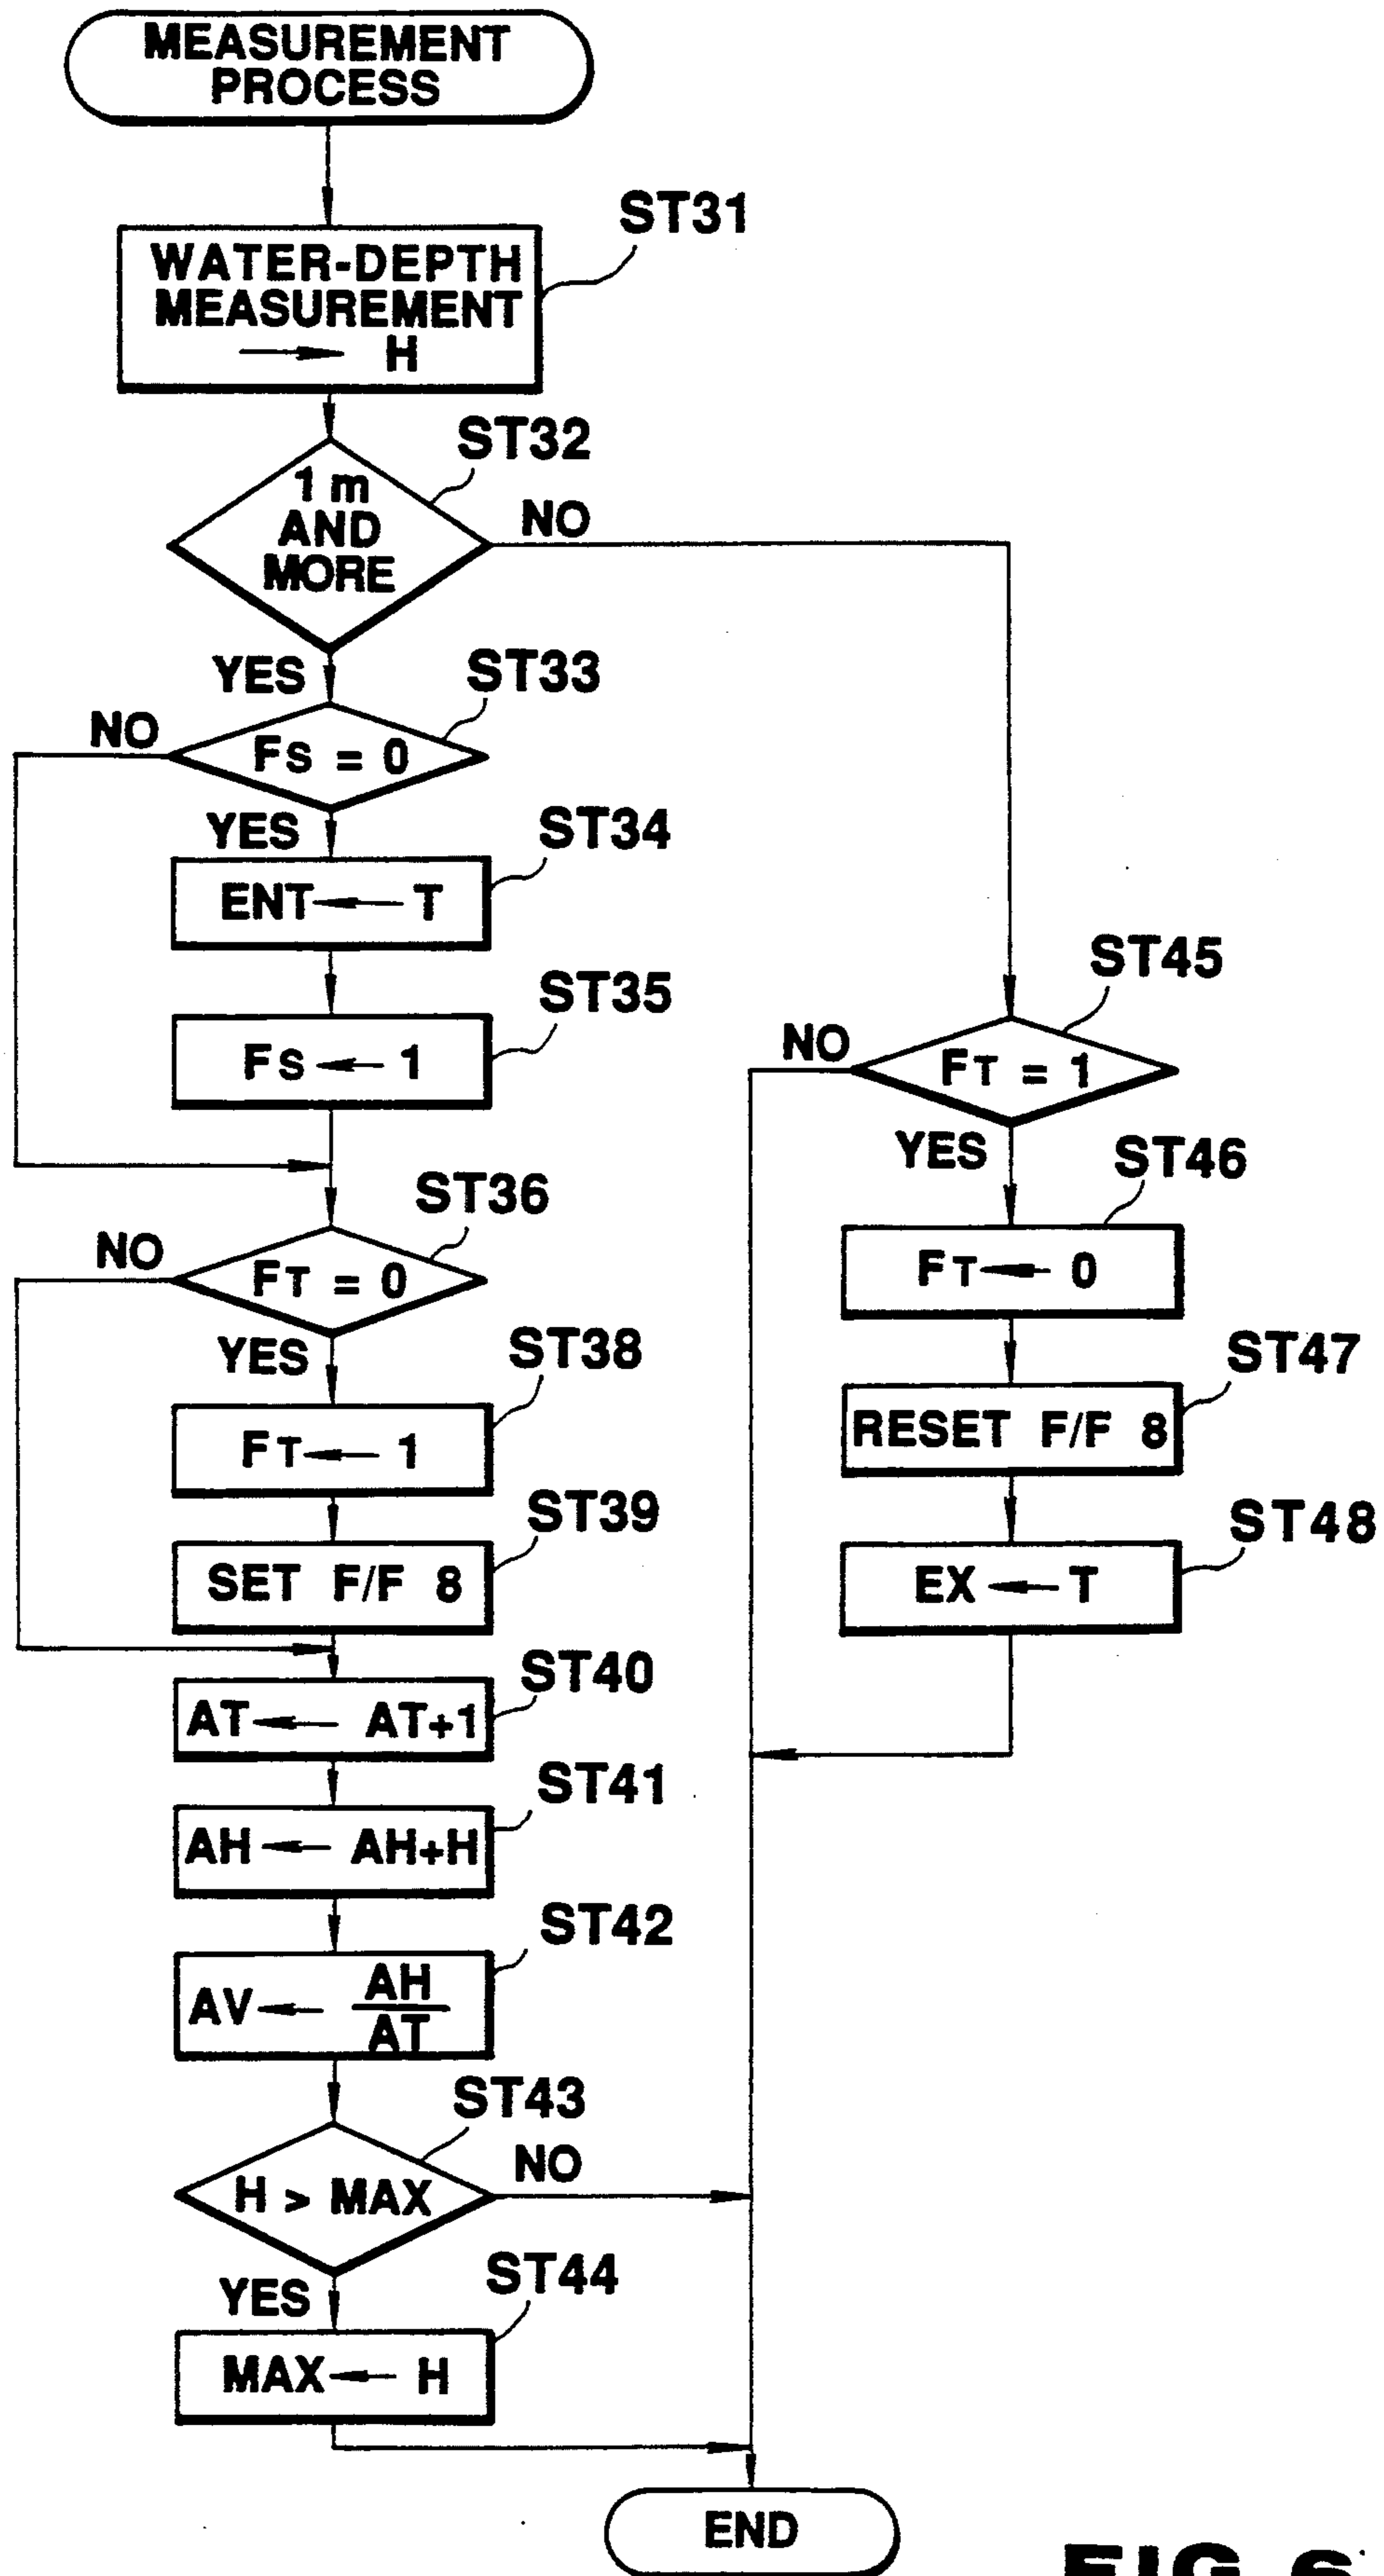 MEASUREMENT
PROCESS
ST31
WATER-DEPTH
MEASUREMENT
→ H
ST32
1 m
AND
MORE
NO
YES
ST33
NO
FS = 0
YES
ST34
ENT ← T
ST35
FS ← 1
ST36
NO
FT = 0
YES
ST38
FT ← 1
ST39
SET F/F 8
ST40
AT ← AT+1
ST41
AH ← AH+H
ST42
AV ← AH
AT
ST43
H > MAX
NO
YES
ST44
MAX ← H
ST45
NO
FT = 1
YES
ST46
FT ← 0
ST47
RESET F/F 8
ST48
EX ← T
END
FIG. 6